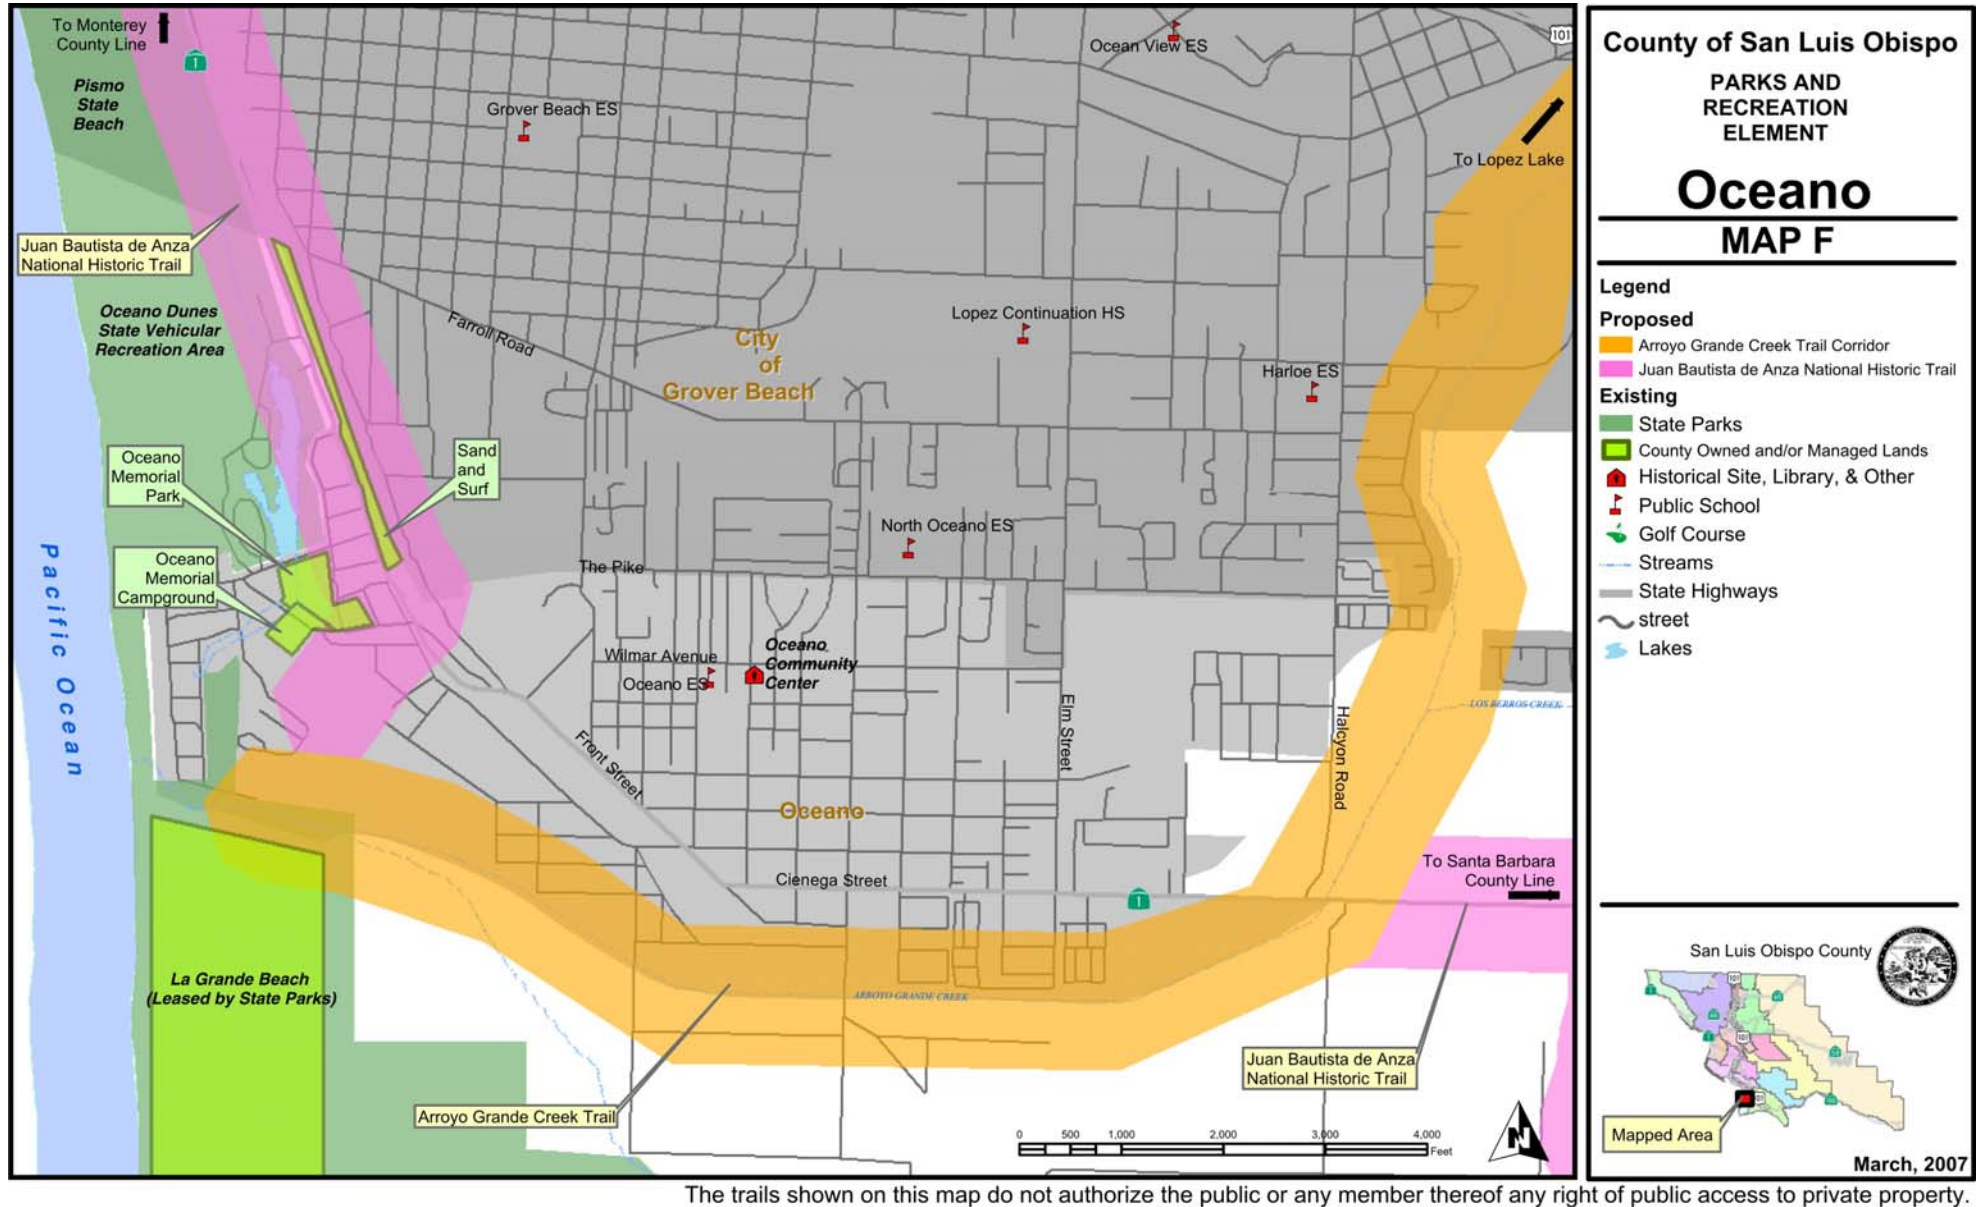 To Monterey
County Line
1
Pismo
State
Beach
Ocean View ES
101
Grover Beach ES
To Lopez Lake
Juan Bautista de Anza
National Historic Trail
Oceano Dunes
State Vehicular
Recreation Area
Farroll Road
City
of
Grover Beach
Lopez Continuation HS
Harloe ES
Oceano
Memorial
Park
Sand
and
Surf
North Oceano ES
Oceano
Memorial
Campground
The Pike
Pacific Ocean
Wilmar Avenue
Oceano ES
Oceano
Community
Center
Elm Street
Halcyon Road
LOS BERROS CREEK
Front Street
Oceano
Cienega Street
1
To Santa Barbara
County Line
La Grande Beach
(Leased by State Parks)
ARROYO GRANDE CREEK
Juan Bautista de Anza
National Historic Trail
Arroyo Grande Creek Trail
0 500 1,000 2,000 3,000 4,000
Feet
N
County of San Luis Obispo
PARKS AND
RECREATION
ELEMENT
Oceano
MAP F
Legend
Proposed
Arroyo Grande Creek Trail Corridor
Juan Bautista de Anza National Historic Trail
Existing
State Parks
County Owned and/or Managed Lands
Historical Site, Library, & Other
Public School
Golf Course
Streams
State Highways
street
Lakes
San Luis Obispo County
101
101
Mapped Area
March, 2007
The trails shown on this map do not authorize the public or any member thereof any right of public access to private property.